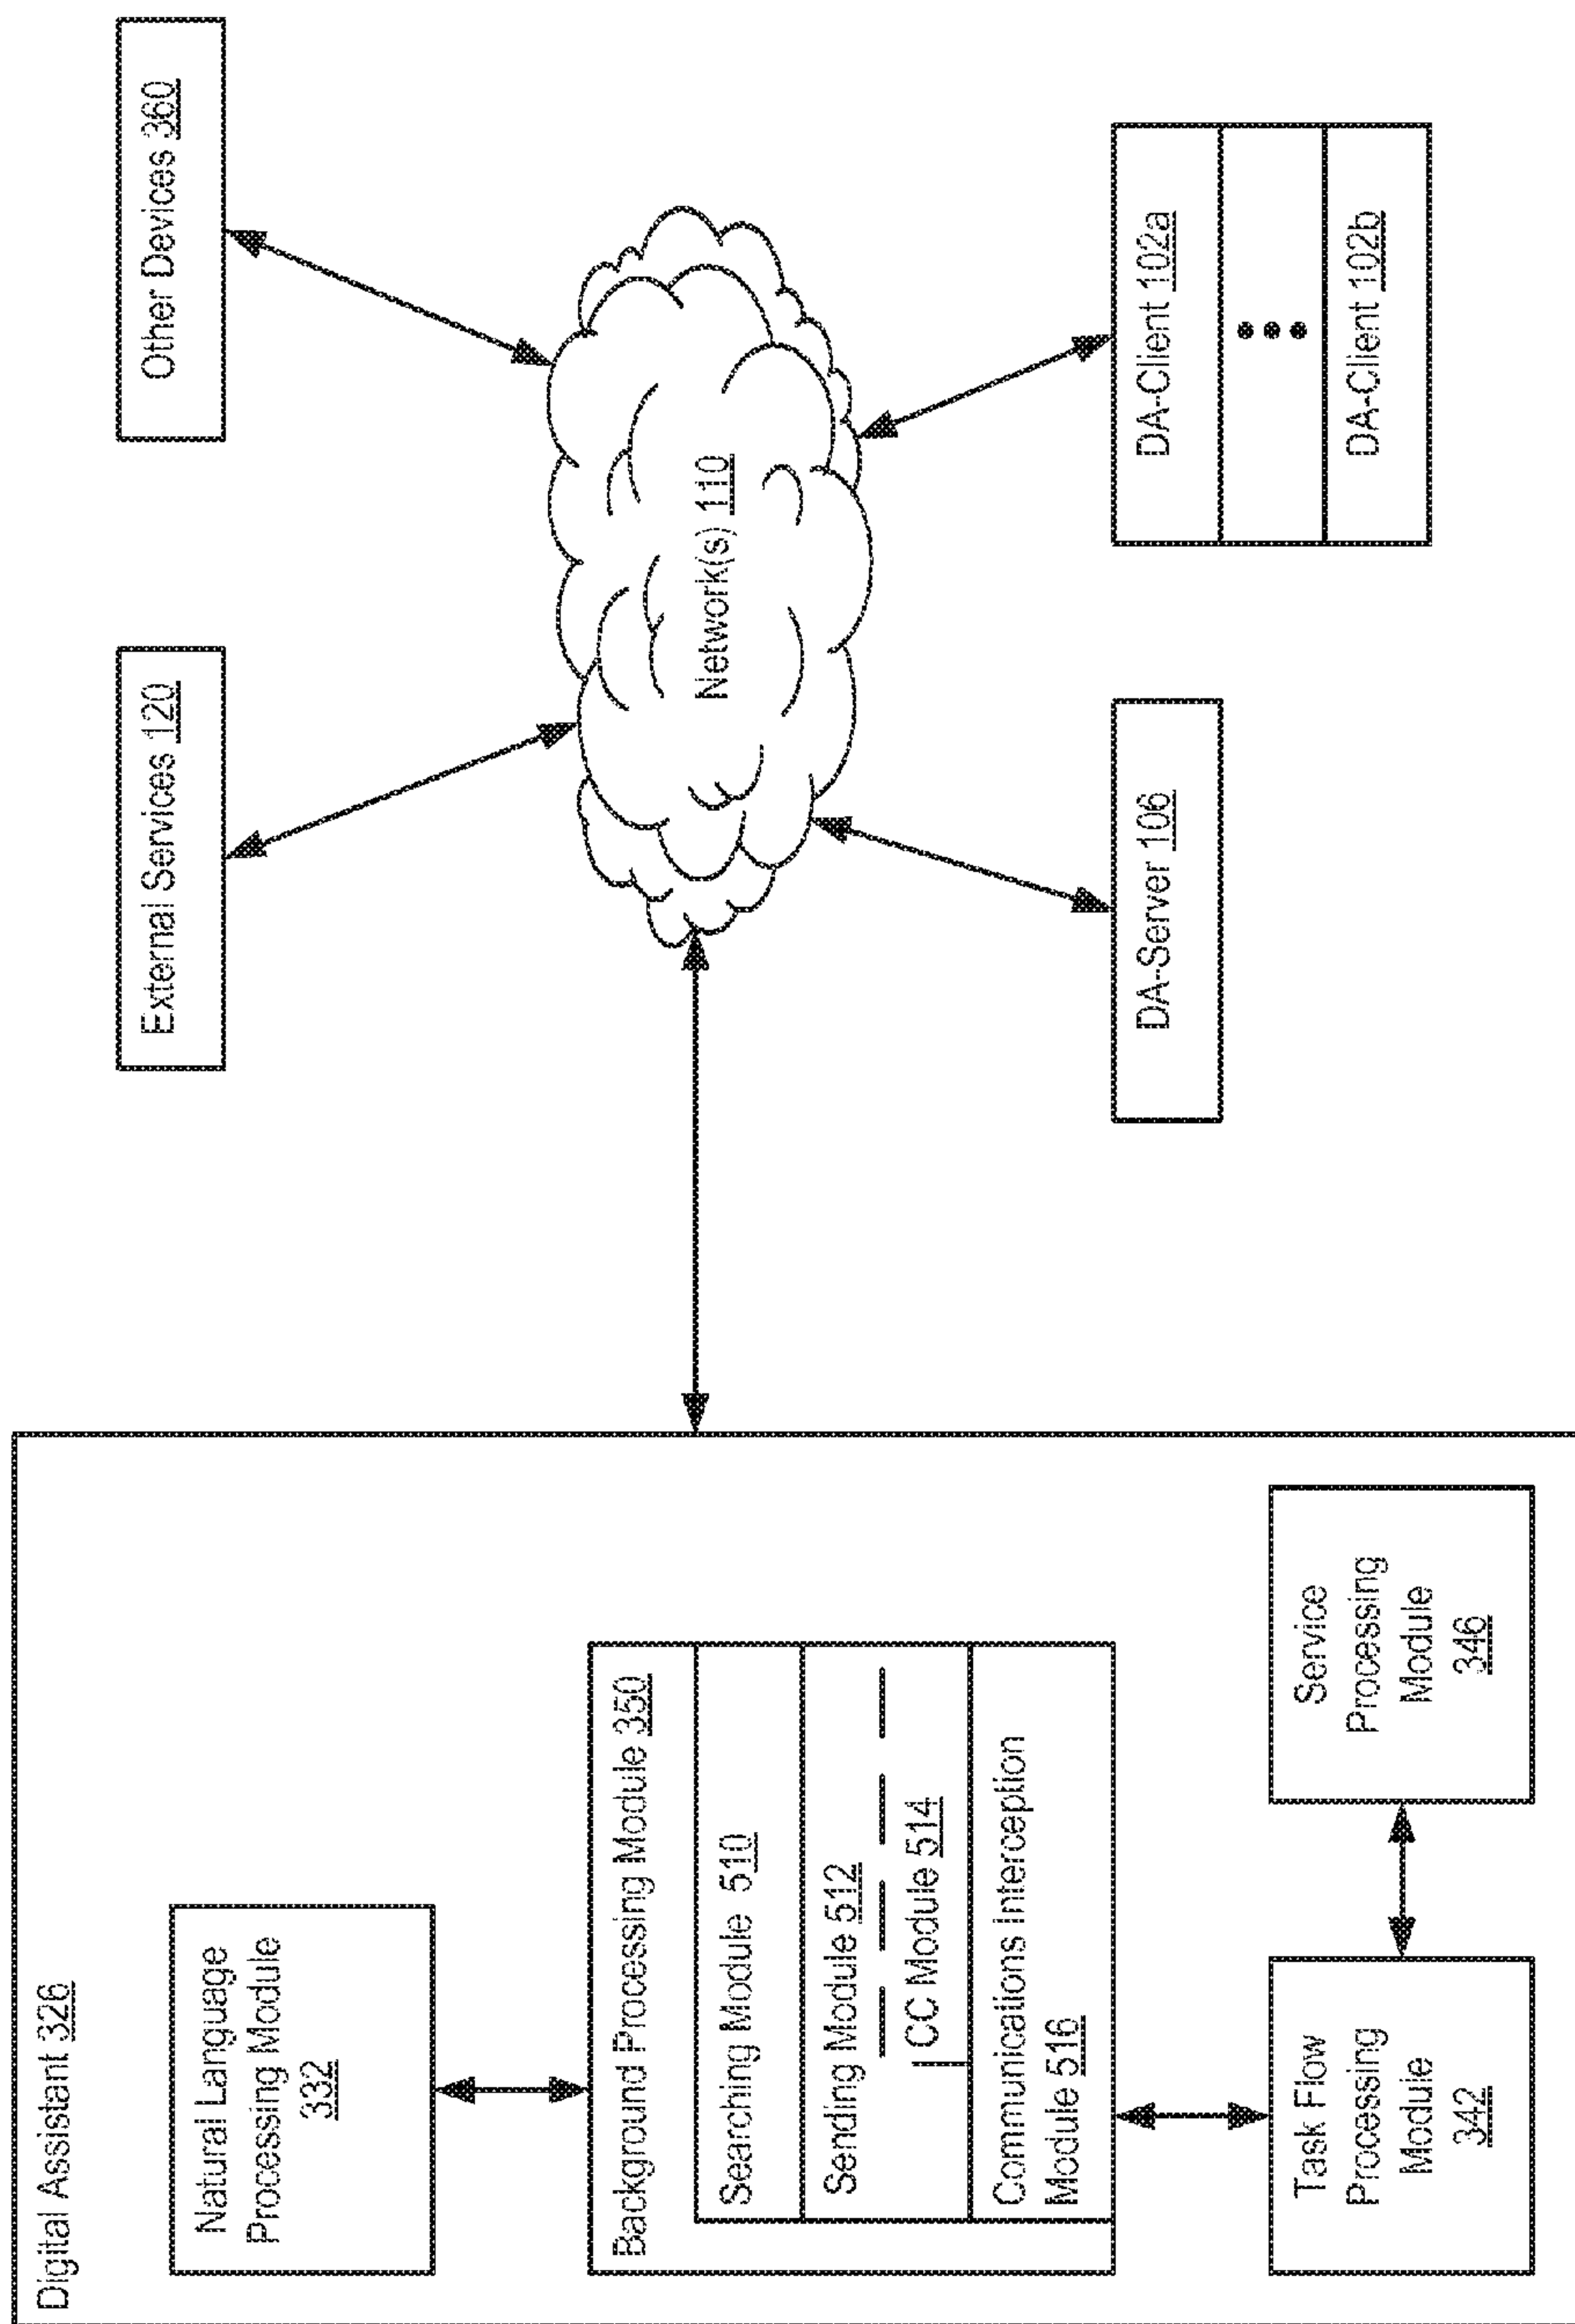 Digital Assistant 326
Natural Language
Processing Module
332
Background Processing Module 350
Searching Module 510
Sending Module 512
CC Module 514
Communications Interception
Module 516
Task Flow
Processing
Module
342
Service
Processing
Module
346
External Services 120
Other Devices 360
Network(s) 110
DA-Server 106
DA-Client 102a
DA-Client 102b